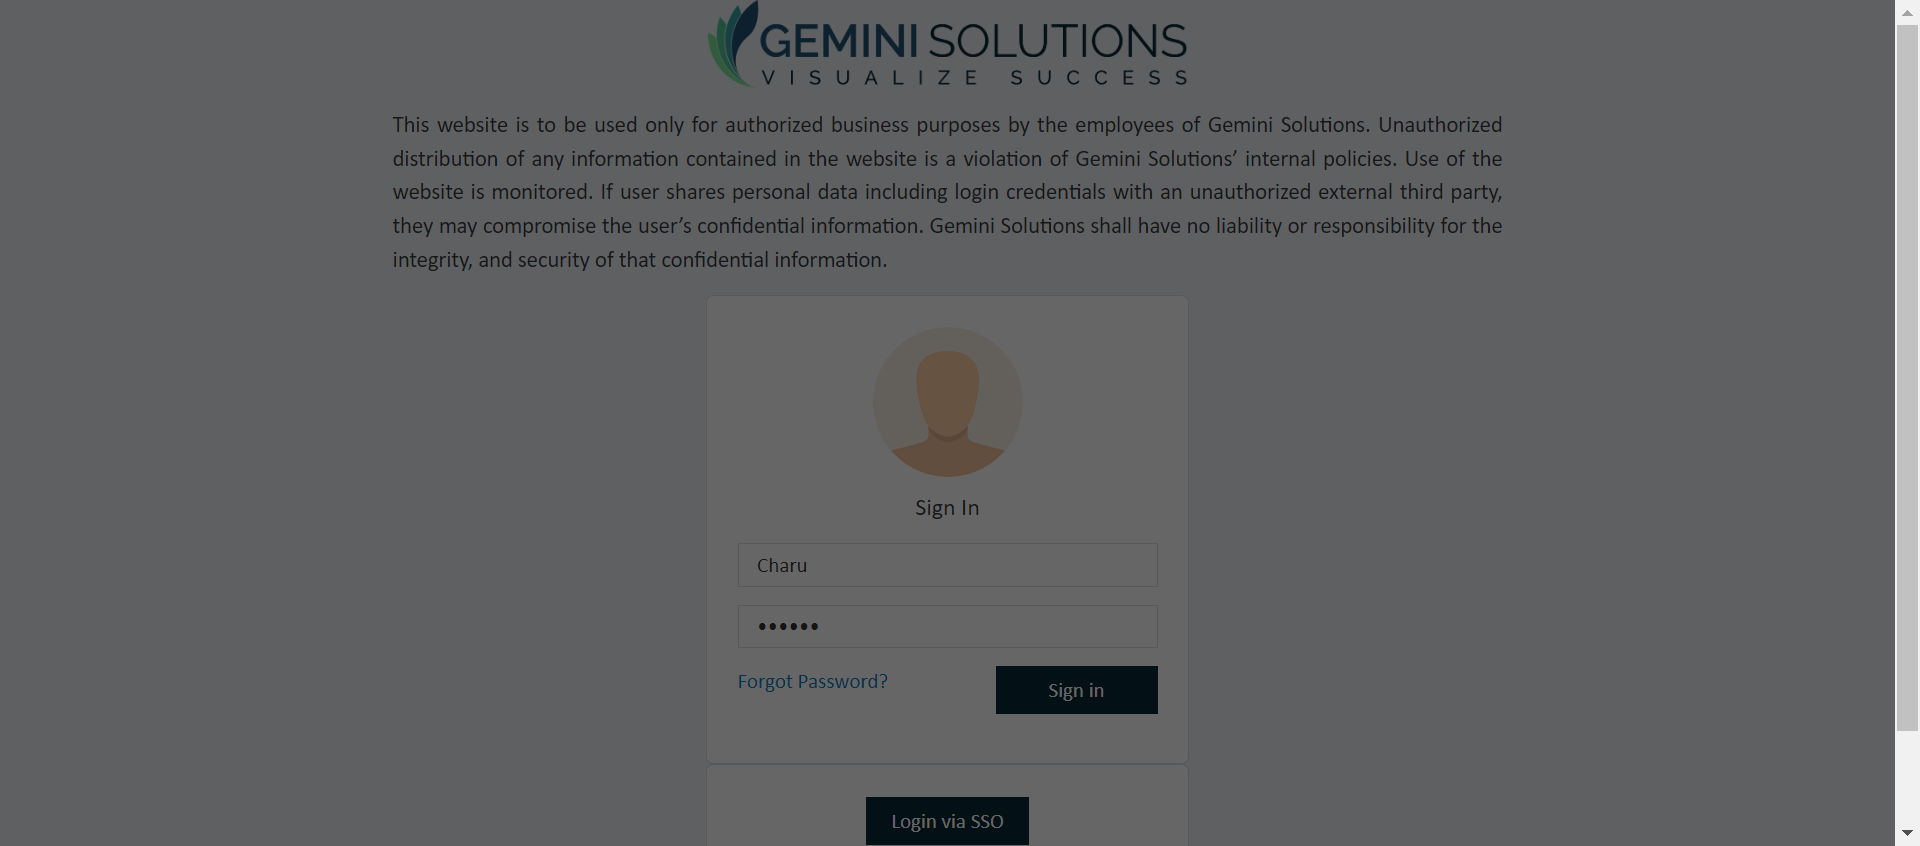 GEMINI SOLUTIONS
VISUALIZE SUCCESS
This website is to be used only for authorized business purposes by the employees of Gemini Solutions. Unauthorized
distribution of any information contained in the website is a violation of Gemini Solutions’ internal policies. Use of the
website is monitored. If user shares personal data including login credentials with an unauthorized external third party,
they may compromise the user’s confidential information. Gemini Solutions shall have no liability or responsibility for the
integrity, and security of that confidential information.
Sign In
Charu
••••••
Forgot Password?
Sign in
Login via SSO